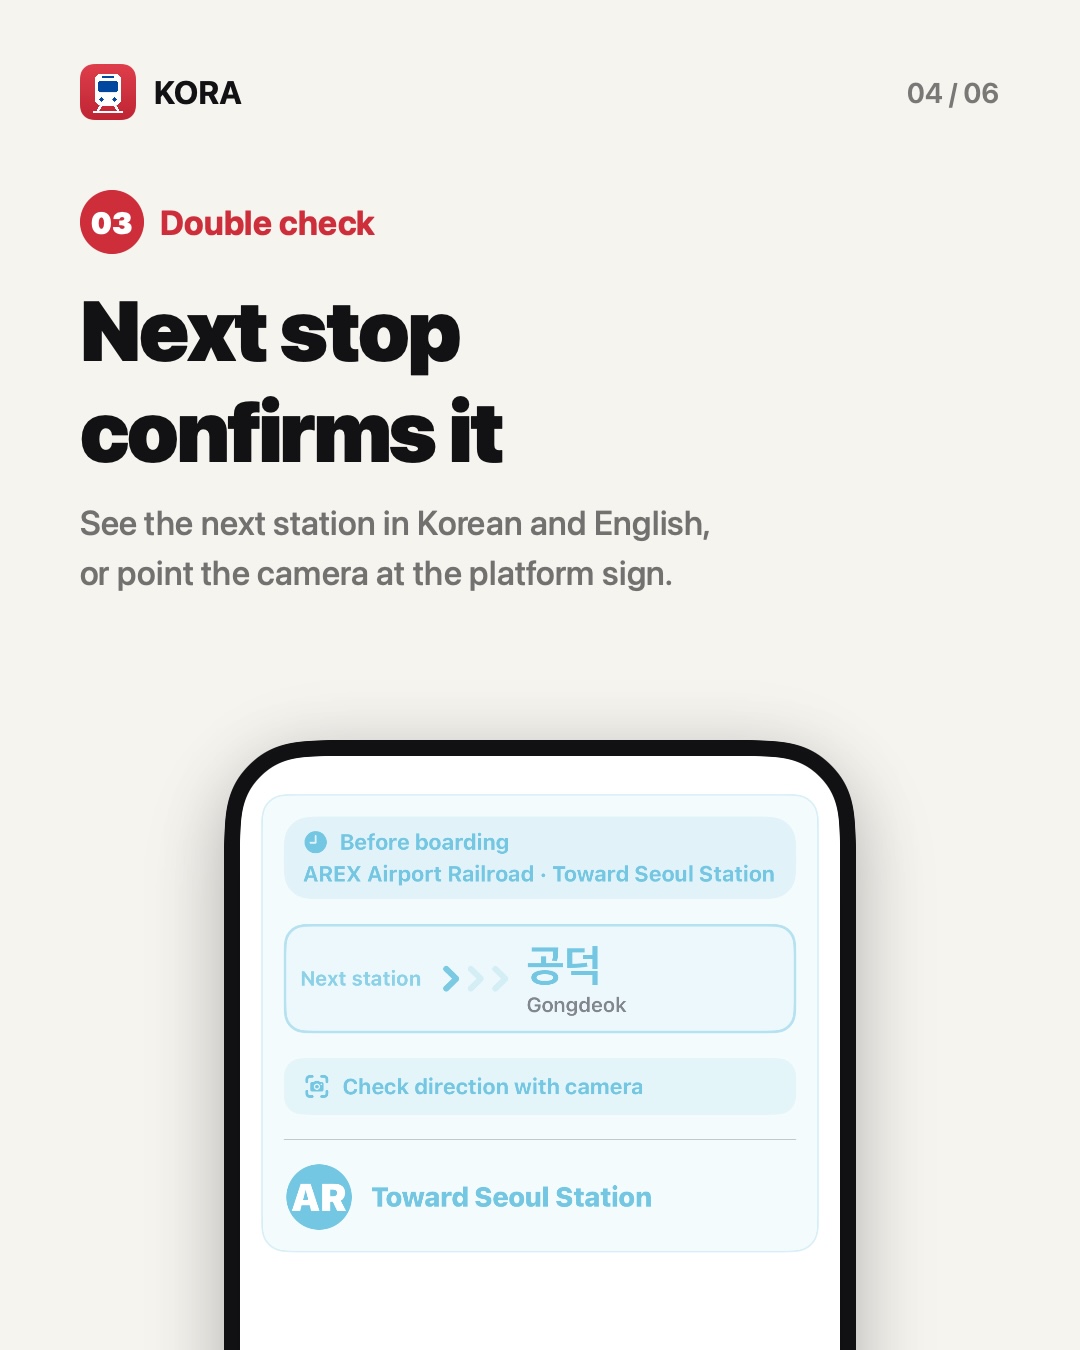 KORA
04 / 06
03 Double check
Next stop
confirms it
See the next station in Korean and English,
or point the camera at the platform sign.
Before boarding
AREX Airport Railroad · Toward Seoul Station
Next station
공덕
Gongdeok
Check direction with camera
AR Toward Seoul Station